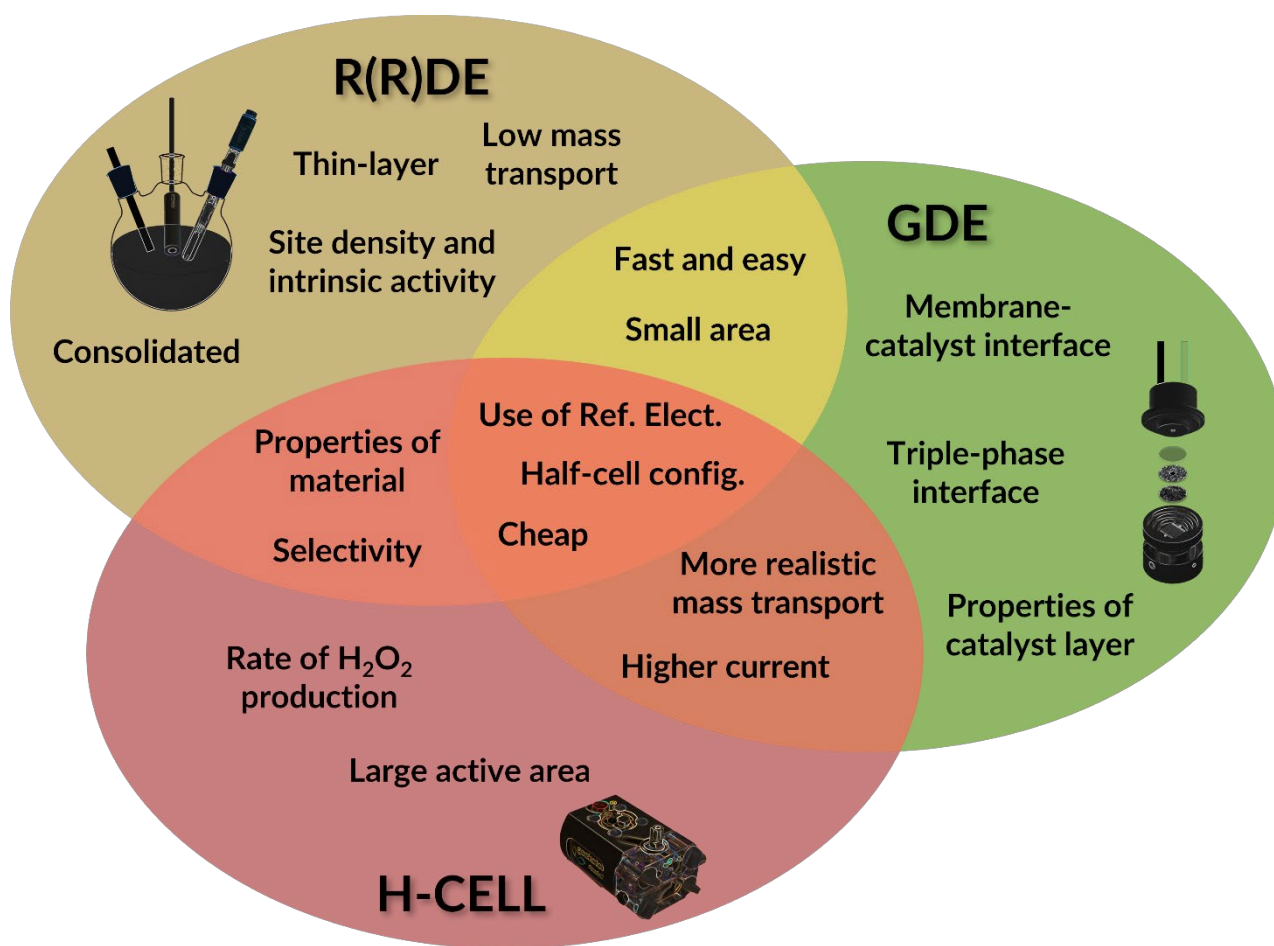 R(R)DE
Thin-layer
Low mass
transport
Site density and
intrinsic activity
Consolidated
Fast and easy
Small area
GDE
Membrane-
catalyst interface
Triple-phase
interface
Properties of
catalyst layer
Use of Ref. Elect.
Half-cell config.
Cheap
Properties of
material
Selectivity
More realistic
mass transport
Higher current
Rate of H₂O₂
production
Large active area
H-CELL